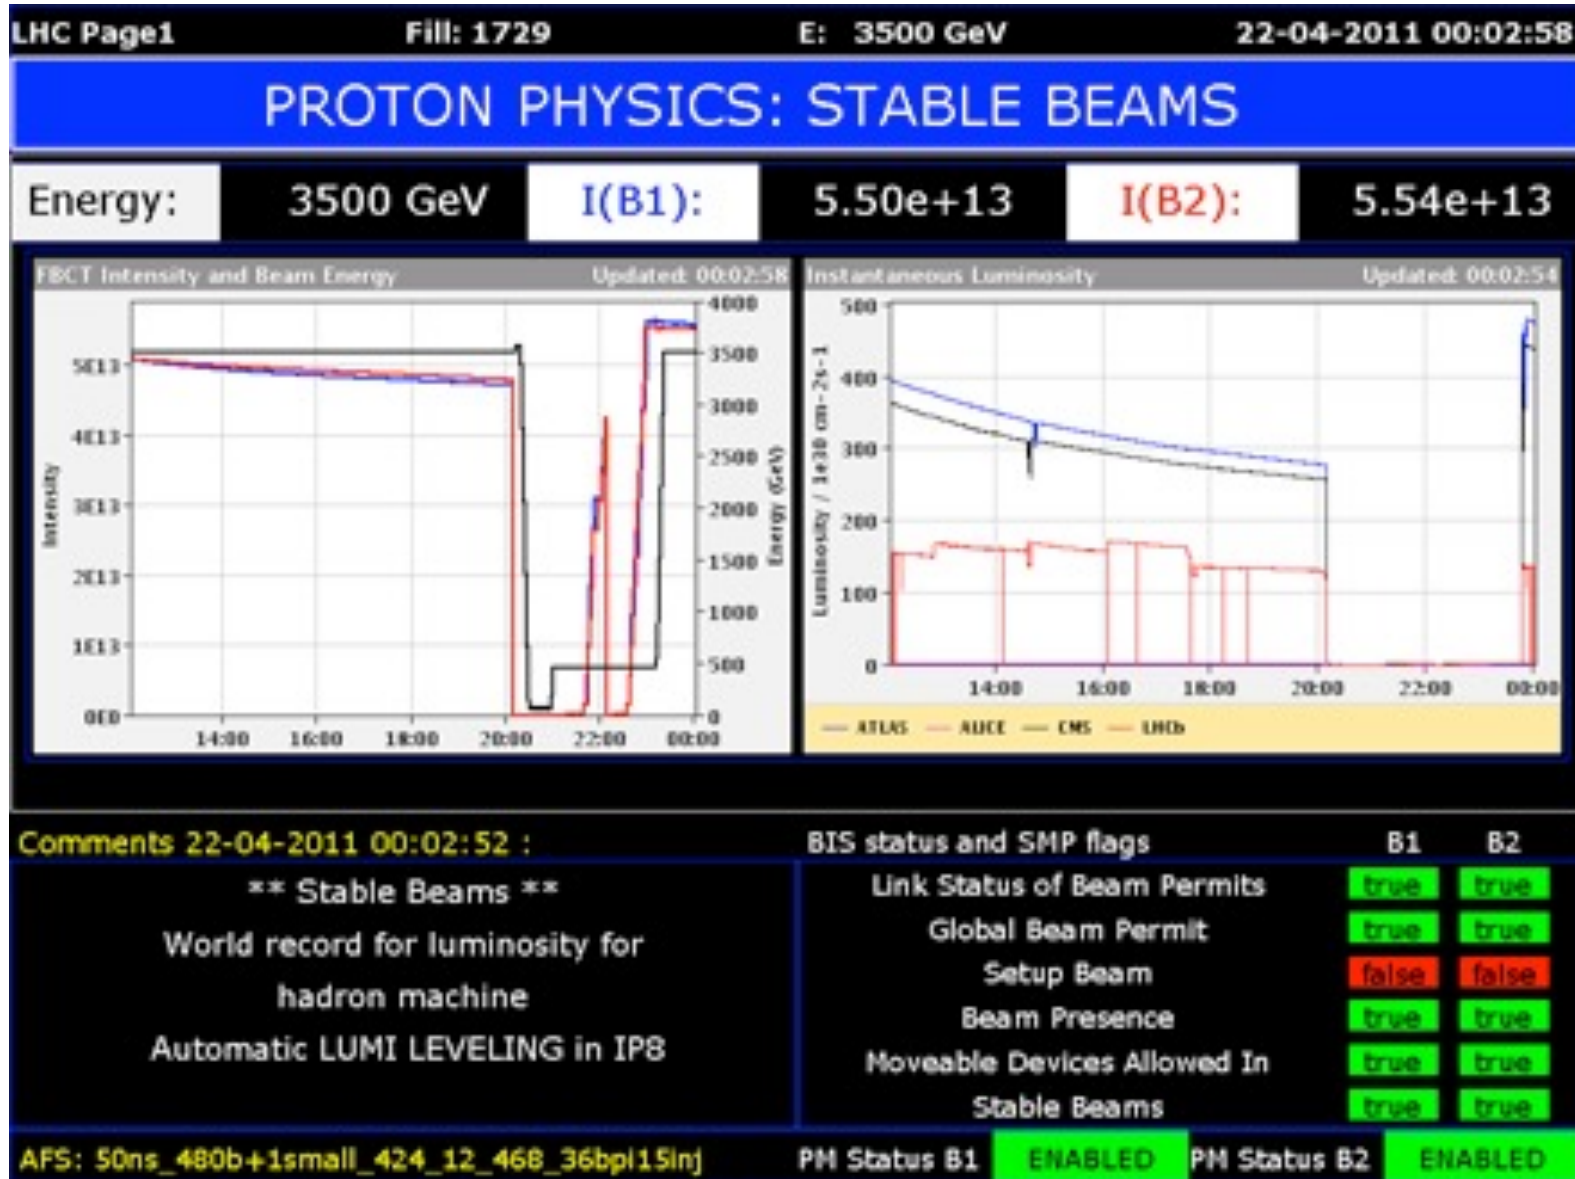 LHC Page1 Fill: 1729 E: 3500 GeV 22-04-2011 00:02:58
PROTON PHYSICS: STABLE BEAMS
Energy: 3500 GeV I(B1): 5.50e+13 I(B2): 5.54e+13
FBCT Intensity and Beam Energy Updated: 00:02:58
Intensity
5E13
4E13
3E13
2E13
1E13
0E0
4000
3500
3000
2500
2000
1500
1000
500
0
Energy (GeV)
14:00 16:00 18:00 20:00 22:00 00:00
Instantaneous Luminosity Updated: 00:02:54
Luminosity / 1e30 cm-2s-1
500
400
300
200
100
0
14:00 16:00 18:00 20:00 22:00 00:00
ATLAS ALICE CMS LHCb
Comments 22-04-2011 00:02:52 :
** Stable Beams **
World record for luminosity for
hadron machine
Automatic LUMI LEVELING in IP8
BIS status and SMP flags B1 B2
Link Status of Beam Permits true true
Global Beam Permit true true
Setup Beam false false
Beam Presence true true
Moveable Devices Allowed In true true
Stable Beams true true
AFS: 50ns_480b+1small_424_12_468_36bpi15inj PM Status B1 ENABLED PM Status B2 ENABLED